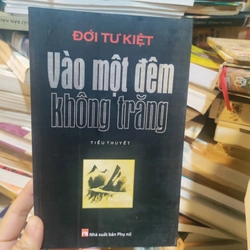 ĐỚI TƯ KIỆT
Vào một đêm
không trăng
TIỂU THUYẾT
Nhà xuất bản Phụ nữ